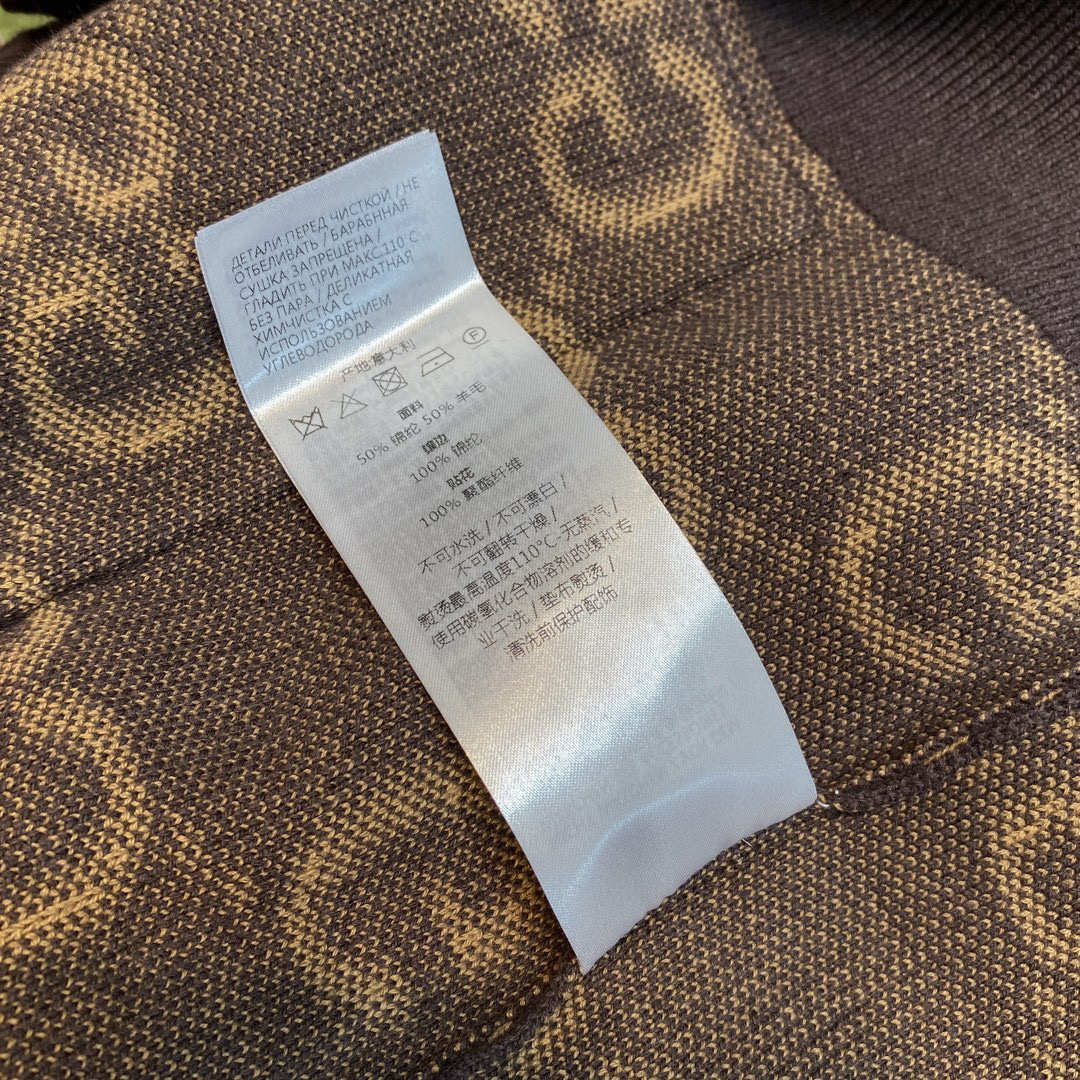 ДЕТАЛИ ПЕРЕД ЧИСТКОЙ / НЕ
ОТБЕЛИВАТЬ / БАРАБННАЯ
СУШКА ЗАПРЕЩЕНА /
ГЛАДИТЬ ПРИ МАКС.110 С
БЕЗ ПАРА / ДЕЛИКАТНАЯ
ХИМЧИСТКА С
ИСПОЛЬЗОВАНИЕМ
УГЛЕВОДОРОДА
产地意大利
P
面料
50% 锦纶 50% 羊毛
镶边
100% 锦纶
贴花
100% 聚酯纤维
不可水洗 / 不可漂白 /
不可翻转干燥 /
熨烫最高温度110°C-无蒸汽 /
使用碳氢化合物溶剂的缓和专
业干洗 / 垫布熨烫 /
清洗前保护配饰